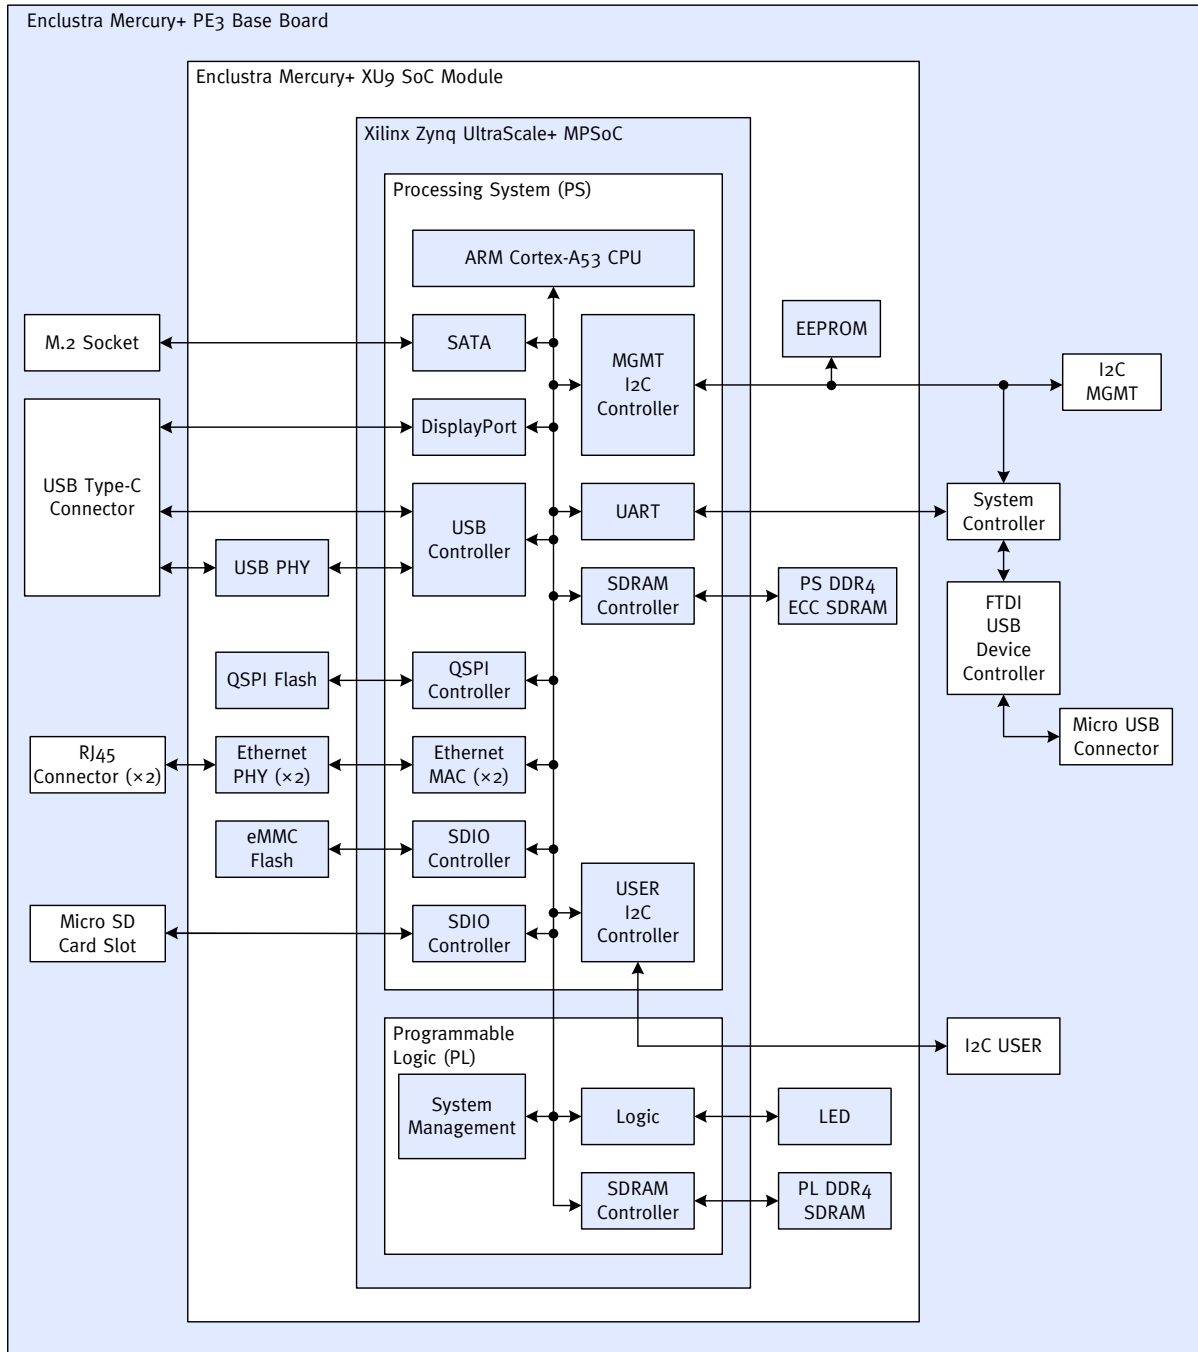 Enclustra Mercury+ PE3 Base Board
Enclustra Mercury+ XU9 SoC Module
Xilinx Zynq UltraScale+ MPSoC
Processing System (PS)
ARM Cortex-A53 CPU
M.2 Socket
SATA
MGMT
I2C
Controller
EEPROM
I2C
MGMT
DisplayPort
USB Type-C
Connector
USB
Controller
UART
System
Controller
USB PHY
SDRAM
Controller
PS DDR4
ECC SDRAM
FTDI
USB
Device
Controller
QSPI Flash
QSPI
Controller
Micro USB
Connector
RJ45
Connector (×2)
Ethernet
PHY (×2)
Ethernet
MAC (×2)
eMMC
Flash
SDIO
Controller
USER
I2C
Controller
Micro SD
Card Slot
SDIO
Controller
Programmable
Logic (PL)
I2C USER
System
Management
Logic
LED
SDRAM
Controller
PL DDR4
SDRAM